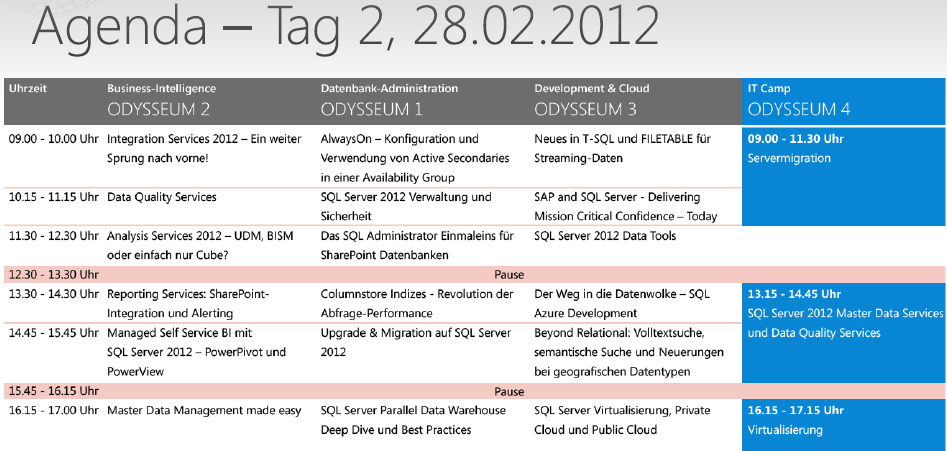 Agenda – Tag 2, 28.02.2012
Uhrzeit Business-Intelligence Datenbank-Administration Development & Cloud IT Camp
ODYSSEUM 2 ODYSSEUM 1 ODYSSEUM 3 ODYSSEUM 4
09.00 - 10.00 Uhr Integration Services 2012 – Ein weiter AlwaysOn – Konfiguration und Neues in T-SQL und FILETABLE für 09.00 - 11.30 Uhr
Sprung nach vorne! Verwendung von Active Secondaries Streaming-Daten Servermigration
in einer Availability Group
10.15 - 11.15 Uhr Data Quality Services SQL Server 2012 Verwaltung und SAP and SQL Server - Delivering
Sicherheit Mission Critical Confidence – Today
11.30 - 12.30 Uhr Analysis Services 2012 – UDM, BISM Das SQL Administrator Einmaleins für SQL Server 2012 Data Tools
oder einfach nur Cube? SharePoint Datenbanken
12.30 - 13.30 Uhr Pause
13.30 - 14.30 Uhr Reporting Services: SharePoint- Columnstore Indizes - Revolution der Der Weg in die Datenwolke – SQL 13.15 - 14.45 Uhr
Integration und Alerting Abfrage-Performance Azure Development SQL Server 2012 Master Data Services
14.45 - 15.45 Uhr Managed Self Service BI mit Upgrade & Migration auf SQL Server Beyond Relational: Volltextsuche, und Data Quality Services
SQL Server 2012 – PowerPivot und 2012 semantische Suche und Neuerungen
PowerView bei geografischen Datentypen
15.45 - 16.15 Uhr Pause
16.15 - 17.00 Uhr Master Data Management made easy SQL Server Parallel Data Warehouse SQL Server Virtualisierung, Private 16.15 - 17.15 Uhr
Deep Dive und Best Practices Cloud und Public Cloud Virtualisierung